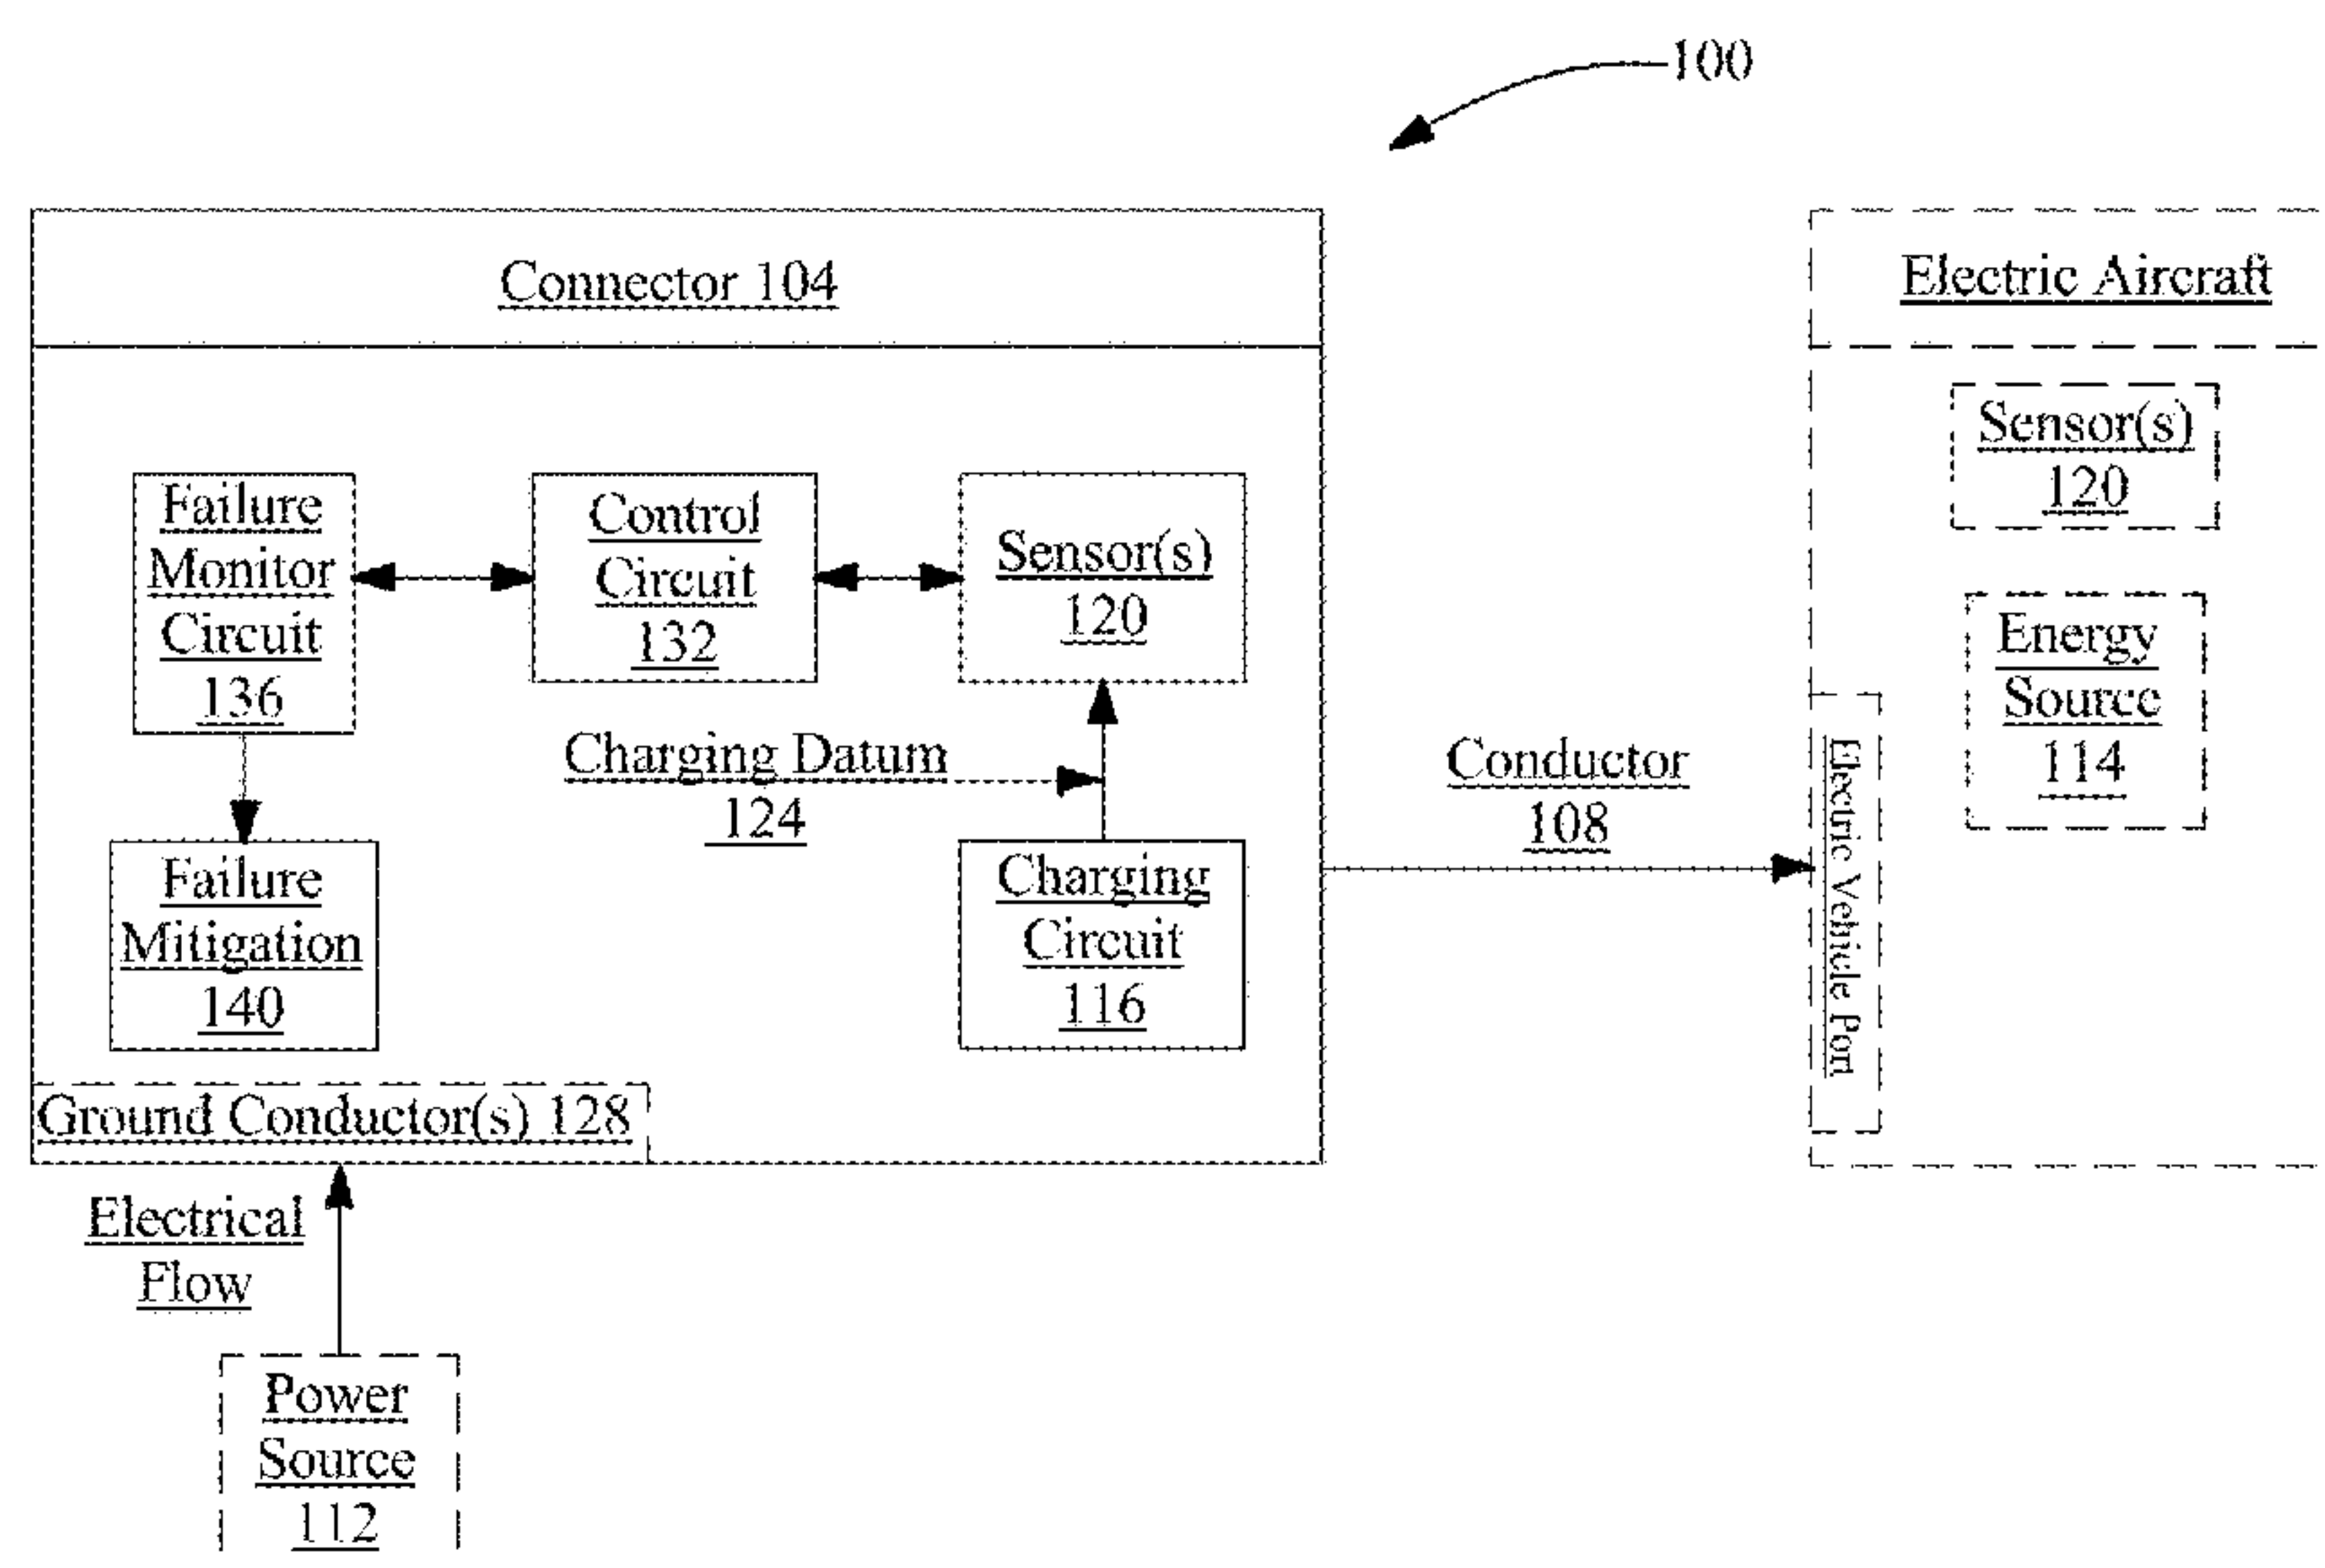 100
Connector 104
Electric Aircraft
Failure
Monitor
Circuit
136
Control
Circuit
132
Sensor(s)
120
Sensor(s)
120
Energy
Source
114
Charging Datum
124
Conductor
108
Electric Vehicle Port
Failure
Mitigation
140
Charging
Circuit
116
Ground Conductor(s) 128
Electrical
Flow
Power
Source
112